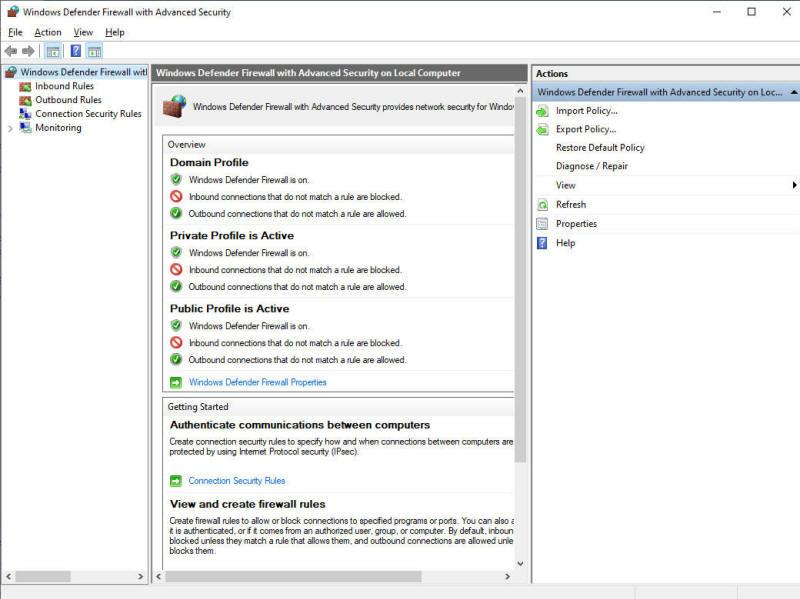 Windows Defender Firewall with Advanced Security
File Action View Help
Windows Defender Firewall wit
Inbound Rules
Outbound Rules
Connection Security Rules
Monitoring
Windows Defender Firewall with Advanced Security on Local Computer
Windows Defender Firewall with Advanced Security provides network security for Window
Overview
Domain Profile
Windows Defender Firewall is on.
Inbound connections that do not match a rule are blocked.
Outbound connections that do not match a rule are allowed.
Private Profile is Active
Windows Defender Firewall is on.
Inbound connections that do not match a rule are blocked.
Outbound connections that do not match a rule are allowed.
Public Profile is Active
Windows Defender Firewall is on.
Inbound connections that do not match a rule are blocked.
Outbound connections that do not match a rule are allowed.
Windows Defender Firewall Properties
Getting Started
Authenticate communications between computers
Create connection security rules to specify how and when connections between computers are
protected by using Internet Protocol security (IPsec).
Connection Security Rules
View and create firewall rules
Create firewall rules to allow or block connections to specified programs or ports. You can also a
it is authenticated, or if it comes from an authorized user, group, or computer. By default, inboun
blocked unless they match a rule that allows them, and outbound connections are allowed unle
blocks them.
Actions
Windows Defender Firewall with Advanced Security on Loc...
Import Policy...
Export Policy...
Restore Default Policy
Diagnose / Repair
View
Refresh
Properties
Help